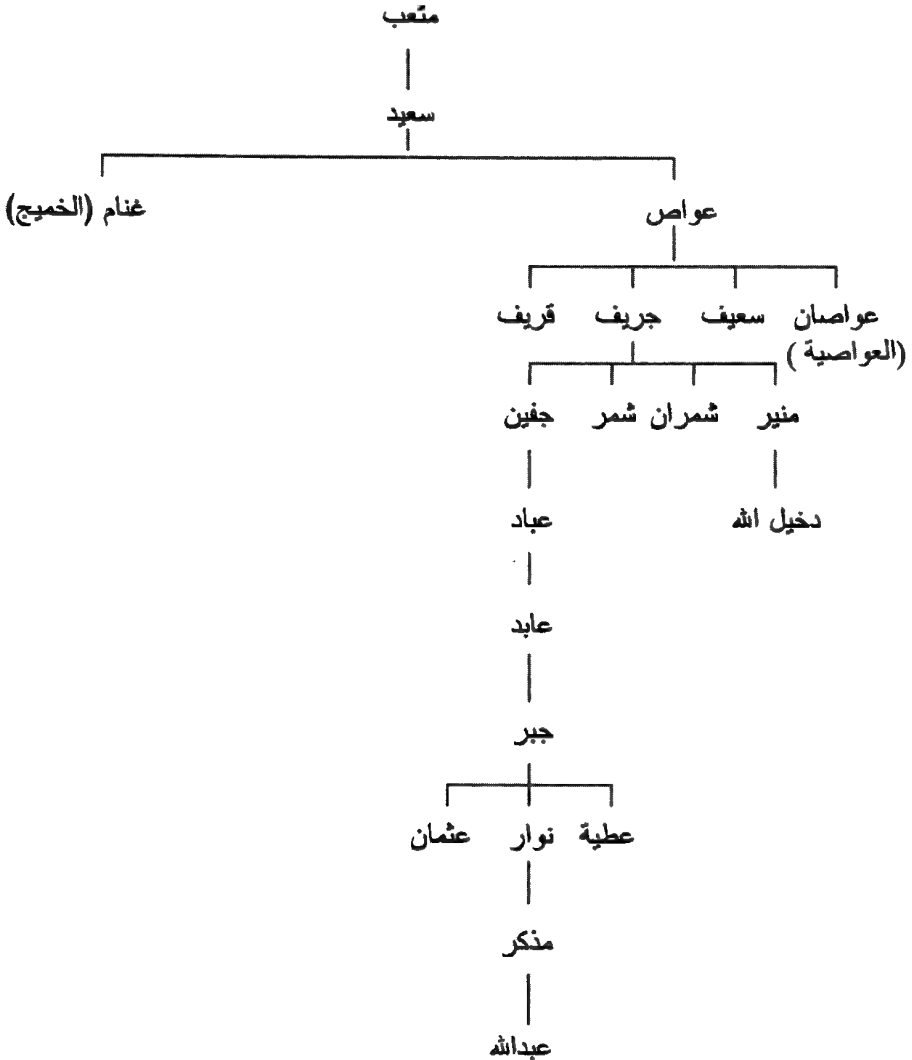 متعب
سعيد
عواص غنام (الخميج)
عواصان سعيف جريف قريف
(العواصية)
منير شمران شمر جفين
دخيل الله عباد
عابد
جبر
عطية نوار عثمان
مذكر
عبدالله